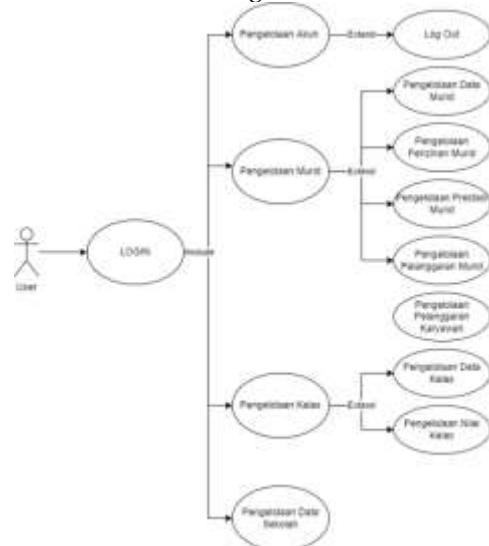 Pengelolaan Akun
Extend
Log Out
Pengelolaan Data
Murid
Pengelolaan
Perizinan Murid
Pengelolaan Murid
Extend
Pengelolaan Prestasi
Murid
User
LOGIN
Include
Pengelolaan
Pelanggaran Murid
Pengelolaan
Pelanggaran
Karyawan
Pengelolaan Data
Kelas
Pengelolaan Kelas
Extend
Pengelolaan Nilai
Kelas
Pengelolaan Data
Sekolah